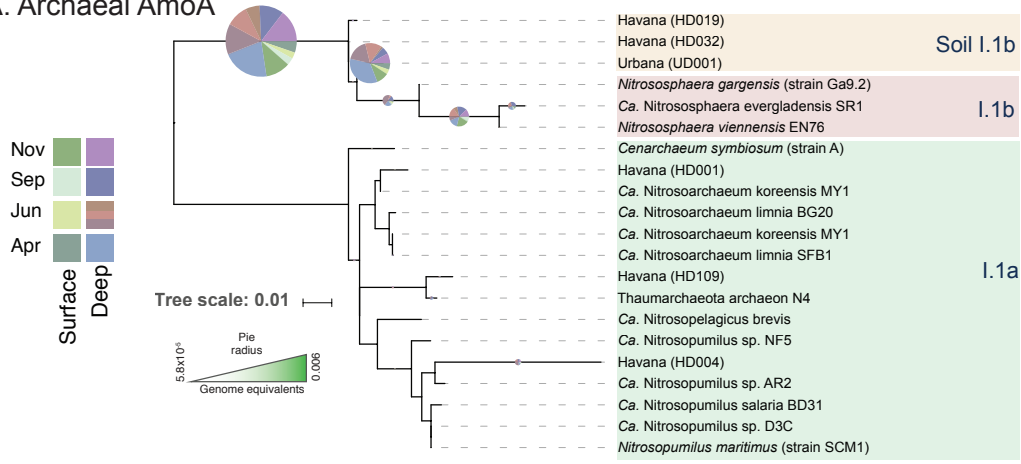 . Archaeal AmoA
Havana (HD019)
Havana (HD032)
Urbana (UD001)
Soil I.1b
Nitrososphaera gargensis (strain Ga9.2)
Ca. Nitrososphaera evergladensis SR1
Nitrososphaera viennensis EN76
I.1b
Cenarchaeum symbiosum (strain A)
Havana (HD001)
Ca. Nitrosoarchaeum koreensis MY1
Ca. Nitrosoarchaeum limnia BG20
Ca. Nitrosoarchaeum koreensis MY1
Ca. Nitrosoarchaeum limnia SFB1
Havana (HD109)
Thaumarchaeota archaeon N4
Ca. Nitrosopelagicus brevis
Ca. Nitrosopumilus sp. NF5
Havana (HD004)
Ca. Nitrosopumilus sp. AR2
Ca. Nitrosopumilus salaria BD31
Ca. Nitrosopumilus sp. D3C
Nitrosopumilus maritimus (strain SCM1)
I.1a
Nov
Sep
Jun
Apr
Surface
Deep
Tree scale: 0.01
Pie
radius
5.8x10⁻⁵
0.006
Genome equivalents